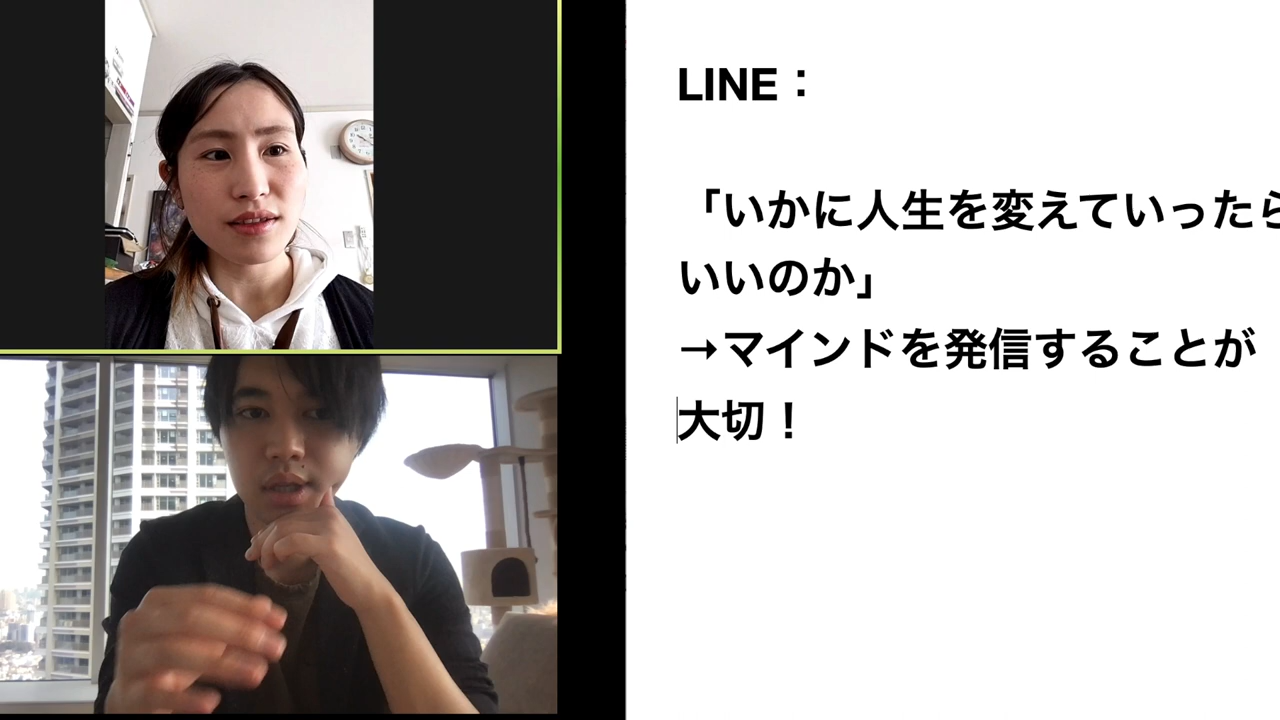 LINE：
「いかに人生を変えていったら
いいのか」
→マインドを発信することが
大切！